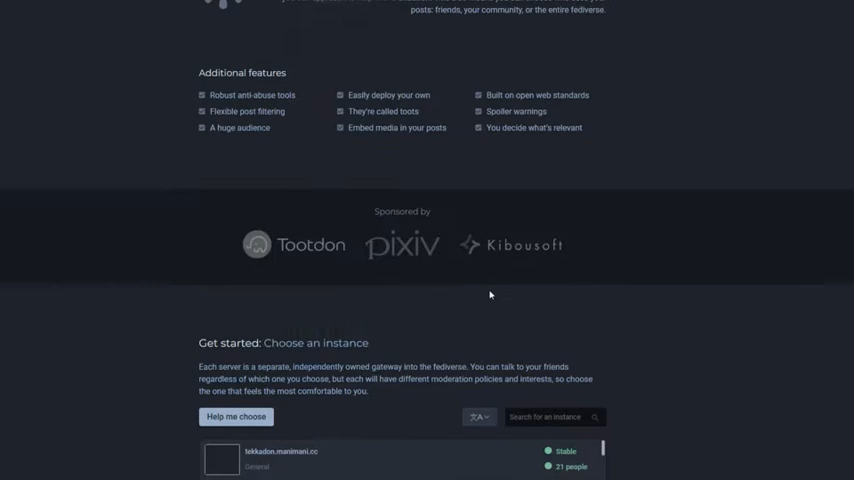 posts: friends, your community, or the entire fediverse.
Additional features
Robust anti-abuse tools
Easily deploy your own
Built on open web standards
Flexible post filtering
They're called toots
Spoiler warnings
A huge audience
Embed media in your posts
You decide what's relevant
Sponsored by
Tootdon
pixiv
Kibousoft
Get started: Choose an instance
Each server is a separate, independently owned gateway into the fediverse. You can talk to your friends
regardless of which one you choose, but each will have different moderation policies and interests, so choose
the one that feels the most comfortable to you.
Help me choose
文A
Search for an instance
tekkadon.manimani.cc
Stable
General
21 people